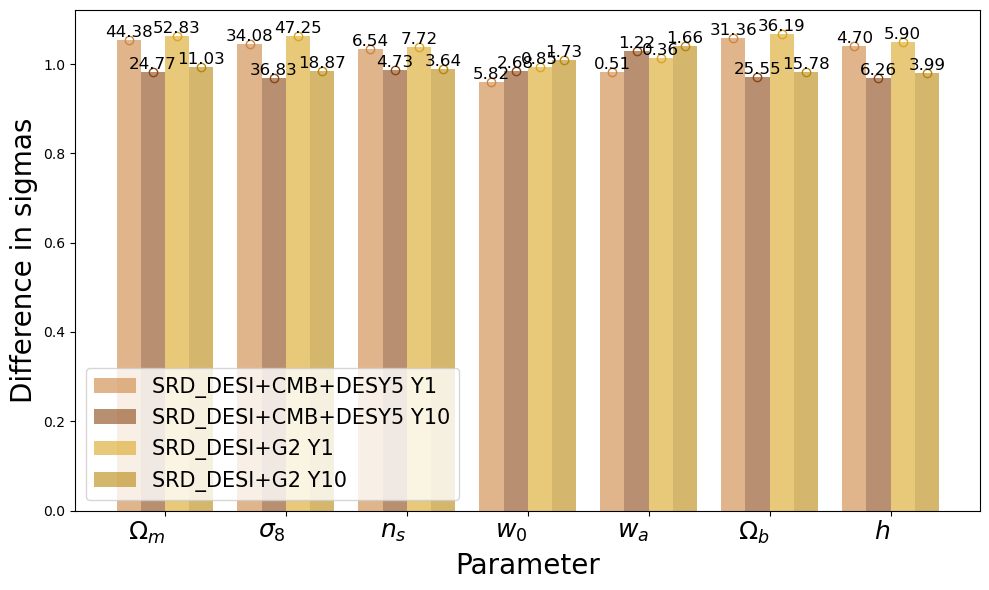 44.38 52.83 34.08 47.25 6.54 7.72 31.36 36.19 4.70 5.90
24.77 11.03 36.83 18.87 4.73 3.64 5.82 2.68 0.85 1.73 0.51 1.22 0.36 1.66 25.55 15.78 6.26 3.99
1.0
0.8
0.6
0.4
0.2
0.0
Difference in sigmas
SRD_DESI+CMB+DESY5 Y1
SRD_DESI+CMB+DESY5 Y10
SRD_DESI+G2 Y1
SRD_DESI+G2 Y10
Ωm σ8 ns w0 wa Ωb h
Parameter